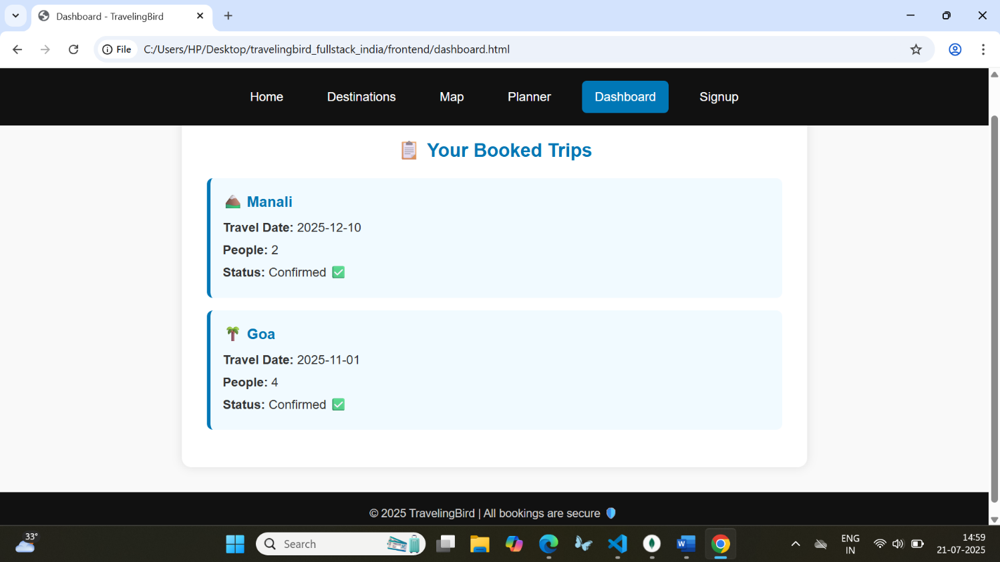 Dashboard - TravelingBird
File C:/Users/HP/Desktop/travelingbird_fullstack_india/frontend/dashboard.html
Home Destinations Map Planner Dashboard Signup
📋 Your Booked Trips
⛰️ Manali
Travel Date: 2025-12-10
People: 2
Status: Confirmed ✅
🌴 Goa
Travel Date: 2025-11-01
People: 4
Status: Confirmed ✅
© 2025 TravelingBird | All bookings are secure 🛡️
33°
Search
W
ENG
IN
14:59
21-07-2025